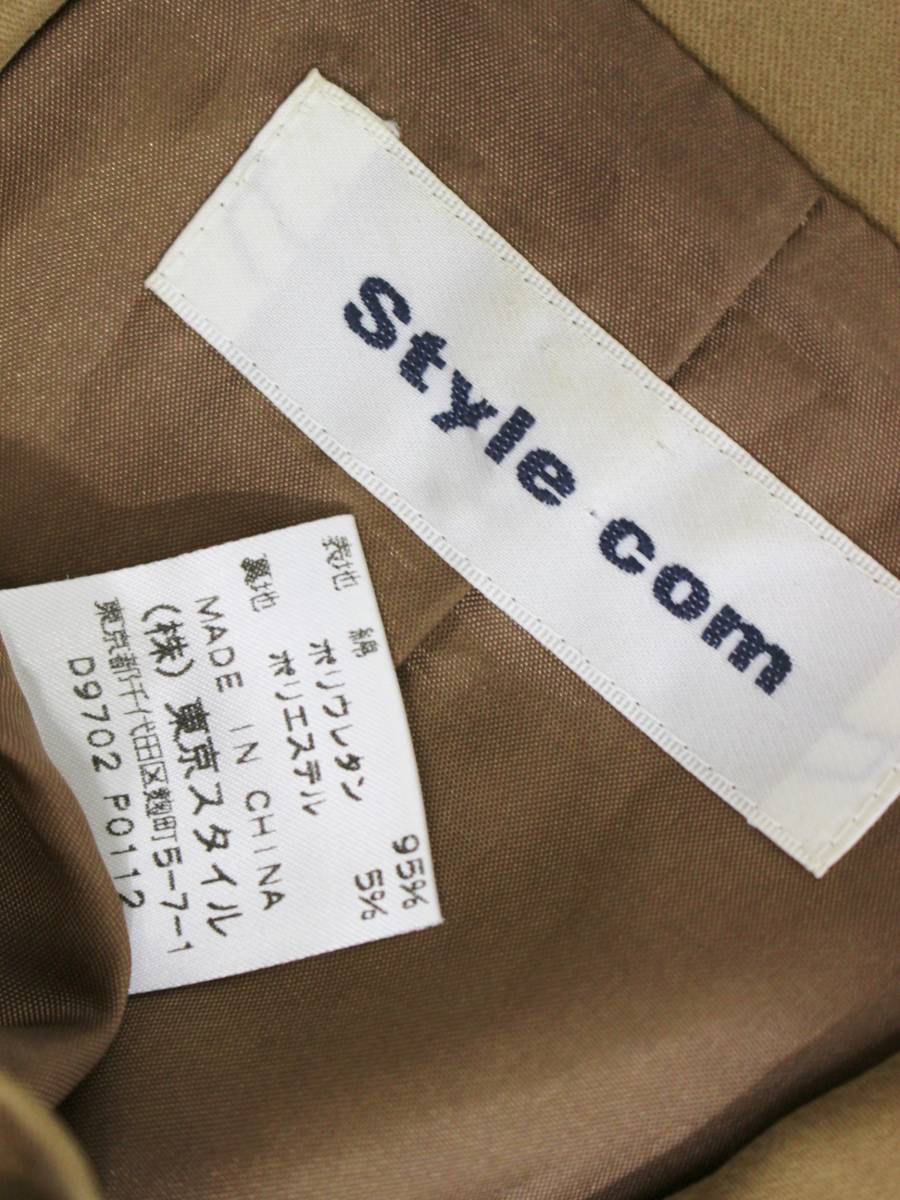 Style com
表地 綿 95%
ポリウレタン 5%
裏地 ポリエステル
MADE IN CHINA
(株)東京スタイル
東京都千代田区麹町5-7-1
D9702 P0112